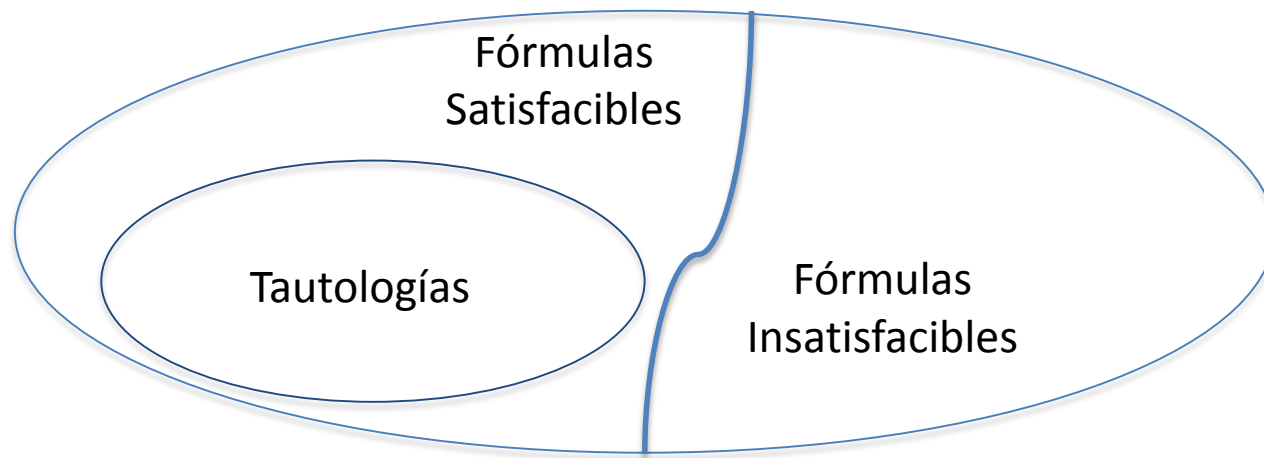 Fórmulas
Satisfacibles
Tautologías
Fórmulas
Insatisfacibles